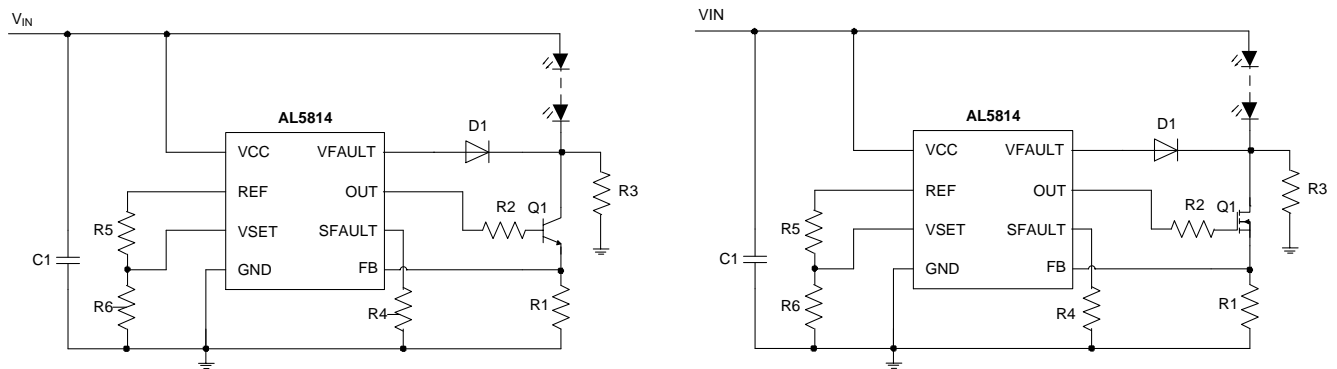 VIN
AL5814
D1
VCC
VFAULT
REF
OUT
R3
R2
Q1
R5
VSET
SFAULT
C1
GND
FB
R6
R4
R1
VIN
AL5814
D1
VCC
VFAULT
REF
OUT
R3
R2
Q1
R5
VSET
SFAULT
C1
GND
FB
R6
R4
R1